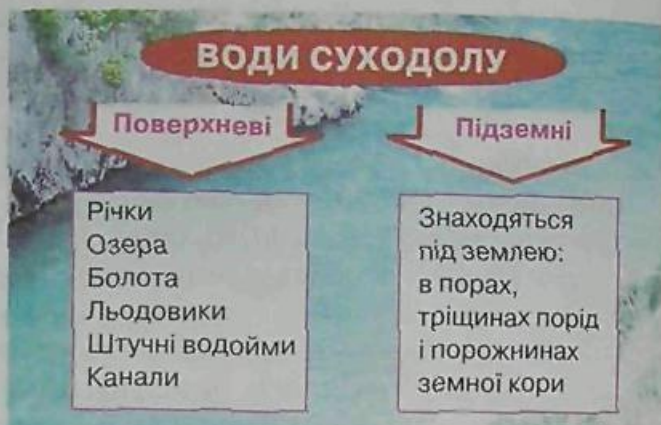 ВОДИ СУХОДОЛУ
Поверхневі
Річки
Озера
Болота
Льодовики
Штучні водойми
Канали
Підземні
Знаходяться
під землею:
в порах,
тріщинах порід
і порожнинах
земної кори